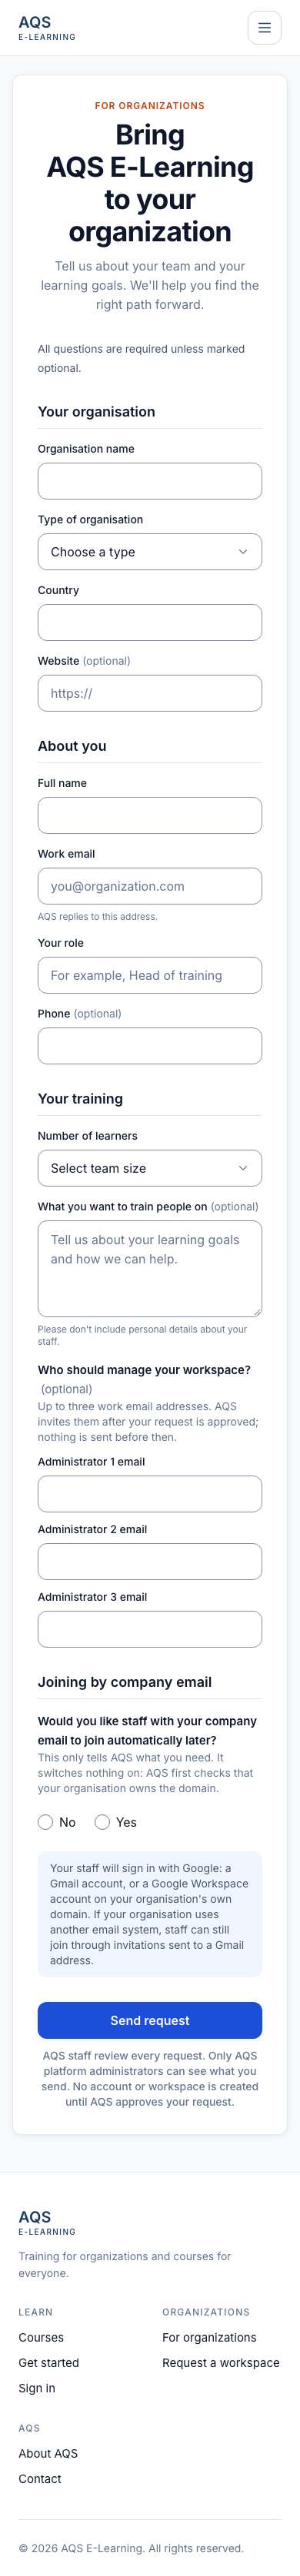 AQS
E-LEARNING
FOR ORGANIZATIONS
Bring
AQS E-Learning
to your
organization
Tell us about your team and your
learning goals. We'll help you find the
right path forward.
All questions are required unless marked
optional.
Your organisation
Organisation name
Type of organisation
Choose a type
Country
Website (optional)
https://
About you
Full name
Work email
you@organization.com
AQS replies to this address.
Your role
For example, Head of training
Phone (optional)
Your training
Number of learners
Select team size
What you want to train people on (optional)
Tell us about your learning goals
and how we can help.
Please don't include personal details about your
staff.
Who should manage your workspace?
(optional)
Up to three work email addresses. AQS
invites them after your request is approved;
nothing is sent before then.
Administrator 1 email
Administrator 2 email
Administrator 3 email
Joining by company email
Would you like staff with your company
email to join automatically later?
This only tells AQS what you need. It
switches nothing on: AQS first checks that
your organisation owns the domain.
No Yes
Your staff will sign in with Google: a
Gmail account, or a Google Workspace
account on your organisation's own
domain. If your organisation uses
another email system, staff can still
join through invitations sent to a Gmail
address.
Send request
AQS staff review every request. Only AQS
platform administrators can see what you
send. No account or workspace is created
until AQS approves your request.
AQS
E-LEARNING
Training for organizations and courses for
everyone.
LEARN
Courses
Get started
Sign in
ORGANIZATIONS
For organizations
Request a workspace
AQS
About AQS
Contact
© 2026 AQS E-Learning. All rights reserved.